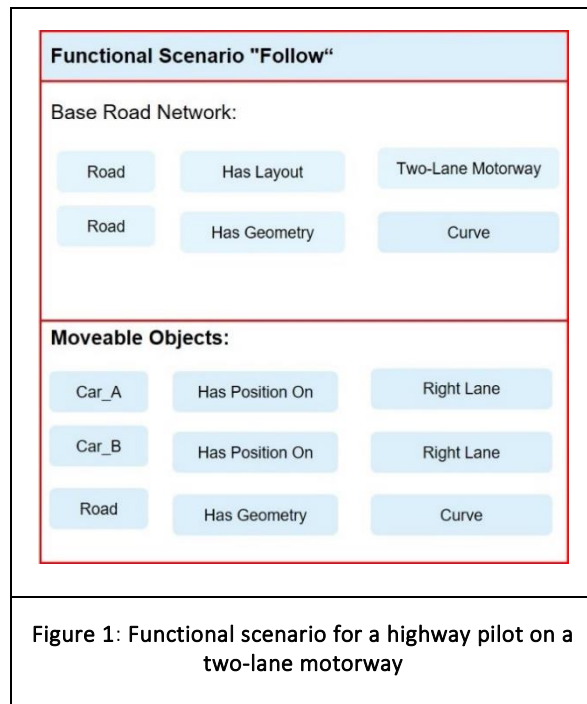 Functional Scenario "Follow“
Base Road Network:
Road Has Layout Two-Lane Motorway
Road Has Geometry Curve
Moveable Objects:
Car_A Has Position On Right Lane
Car_B Has Position On Right Lane
Road Has Geometry Curve
Figure 1: Functional scenario for a highway pilot on a
two-lane motorway